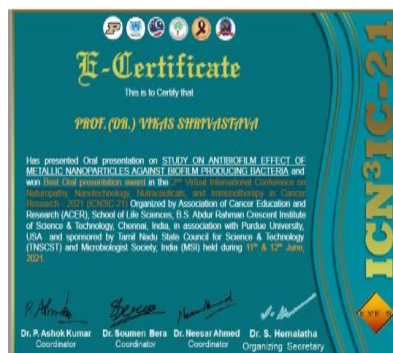 E-Certificate
This is to Certify that
PROF. (DR.) VIKAS SHRIVASTAVA
Has presented Oral presentation on STUDY ON ANTIBIOFILM EFFECT OF
METALLIC NANOPARTICLES AGAINST BIOFILM PRODUCING BACTERIA and
won Best Oral presentation award in the 2nd Virtual International Conference on
Naturopathy, Nanotechnology, Nutraceuticals, and Immunotherapy in Cancer
Research - 2021 (ICN3IC-21) Organized by Association of Cancer Education and
Research (ACER), School of Life Sciences, B.S. Abdur Rahman Crescent Institute
of Science & Technology, Chennai, India, in association with Purdue University,
USA and sponsored by Tamil Nadu State Council for Science & Technology
(TNSCST) and Microbiologist Society, India (MSI) held during 11th & 12th June,
2021.
Dr. P. Ashok Kumar
Coordinator
Dr. Soumen Bera
Coordinator
Dr. Neesar Ahmed
Coordinator
Dr. S. Hemalatha
Organizing Secretary
ICN³IC-21